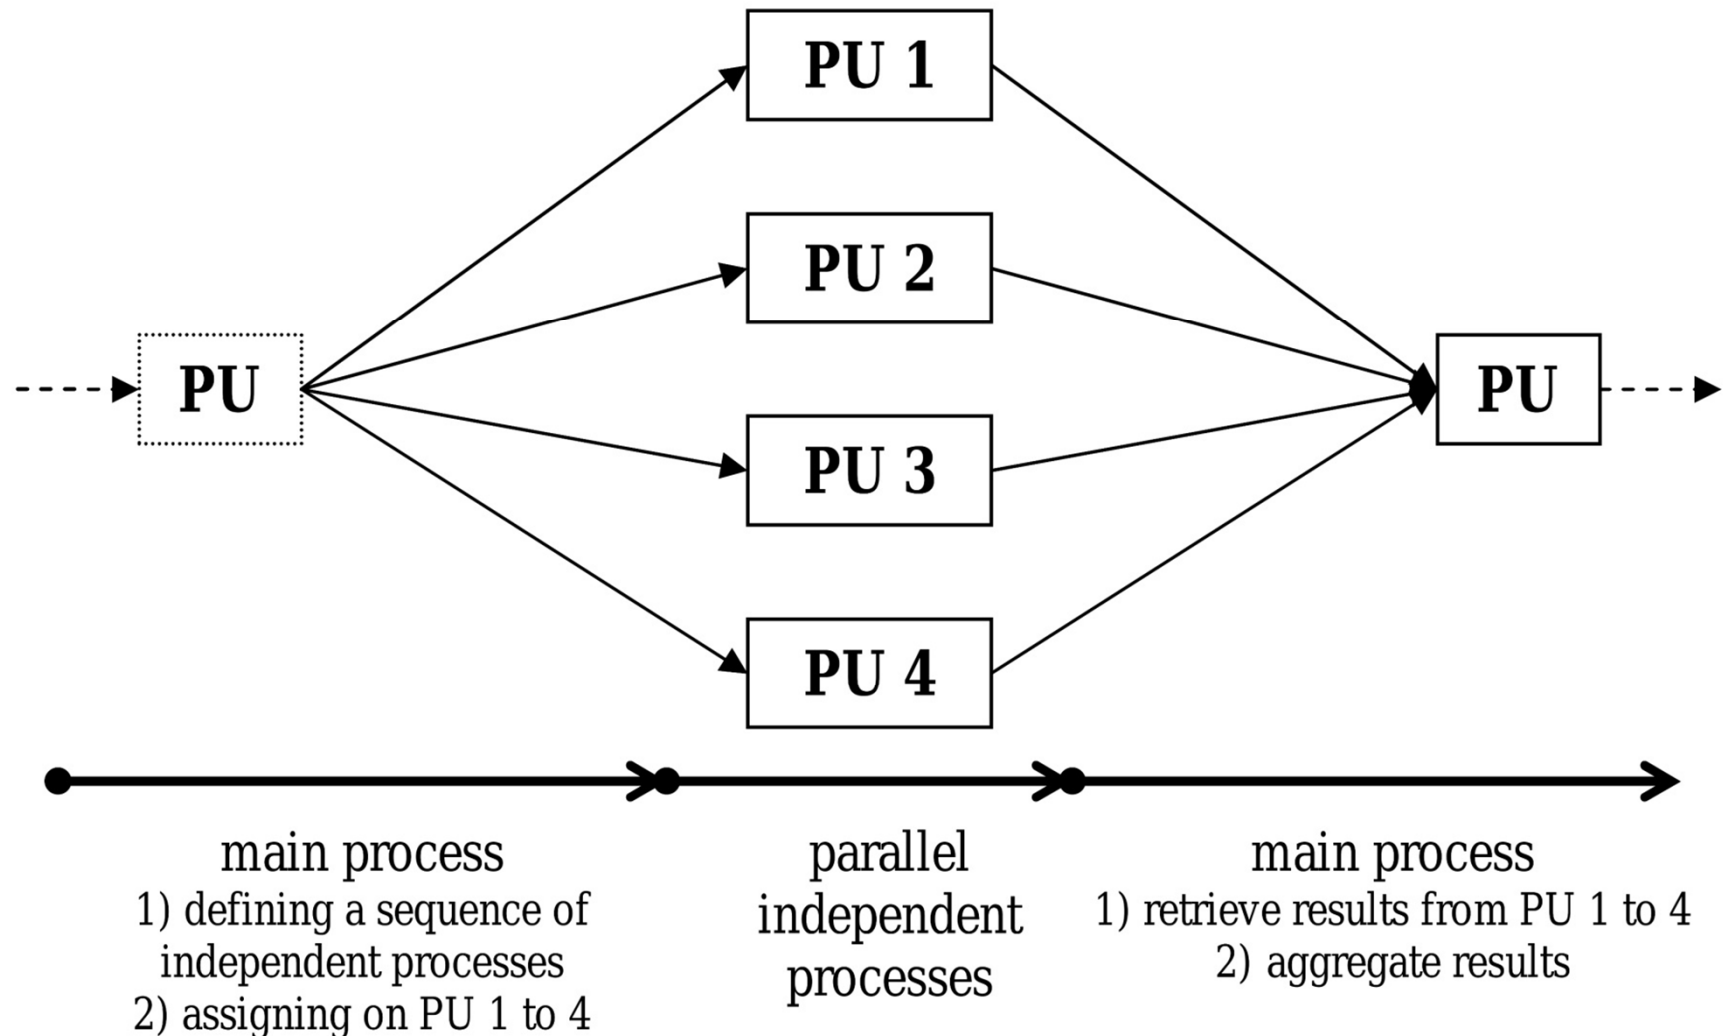 PU 1
PU 2
PU
PU
PU 3
PU 4
main process
1) defining a sequence of
independent processes
2) assigning on PU 1 to 4
parallel
independent
processes
main process
1) retrieve results from PU 1 to 4
2) aggregate results